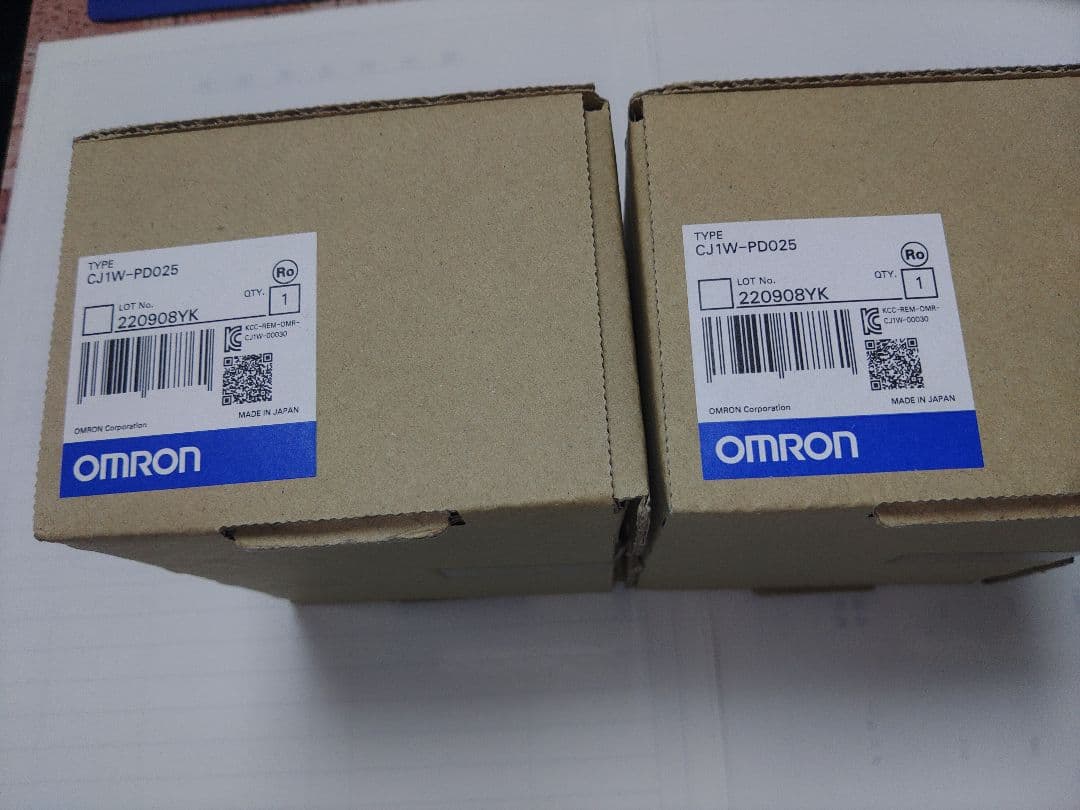 TYPE
CJ1W-PD025
Ro
LOT No.
QTY.
1
220908YK
KCC-REM-OMR-
CJ1W-00030
MADE IN JAPAN
OMRON Corporation
OMRON
TYPE
CJ1W-PD025
Ro
LOT No.
QTY.
1
220908YK
KCC-REM-OMR-
CJ1W-00030
MADE IN JAPAN
OMRON Corporation
OMRON